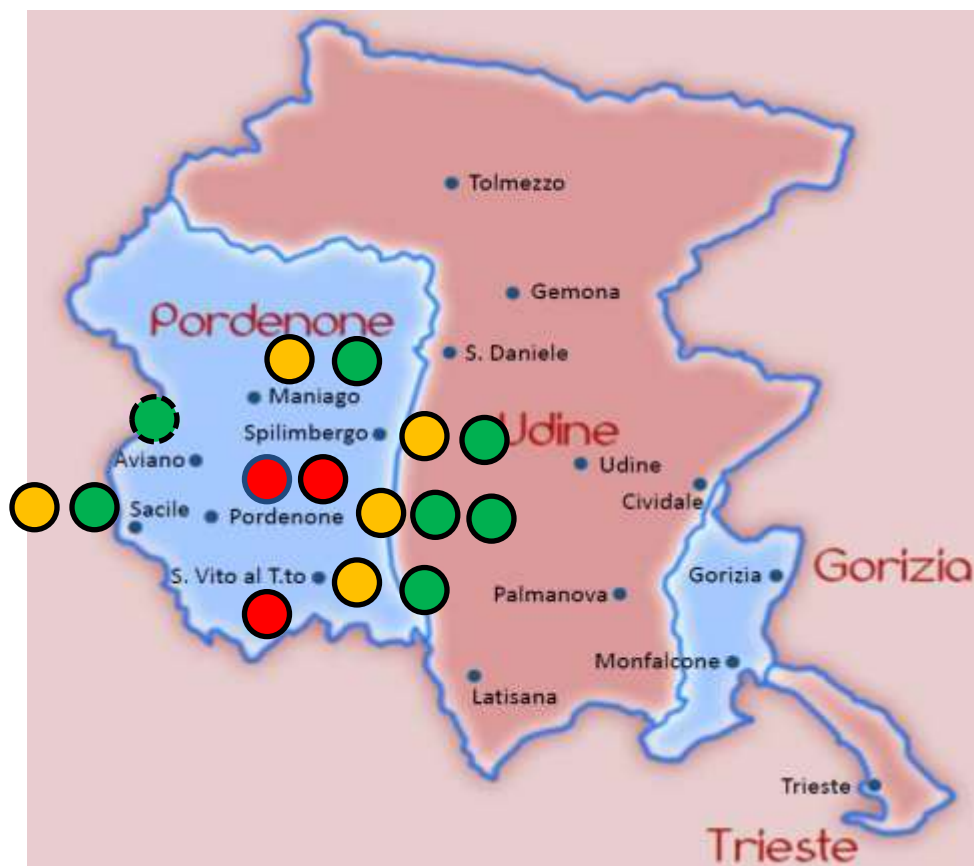 Tolmezzo
Gemona
Pordenone
S. Daniele
Maniago
Spilimbergo
Udine
Aviano
Udine
Cividale
Sacile
Pordenone
Gorizia
S. Vito al T.to
Gorizia
Palmanova
Monfalcone
Latisana
Trieste
Trieste